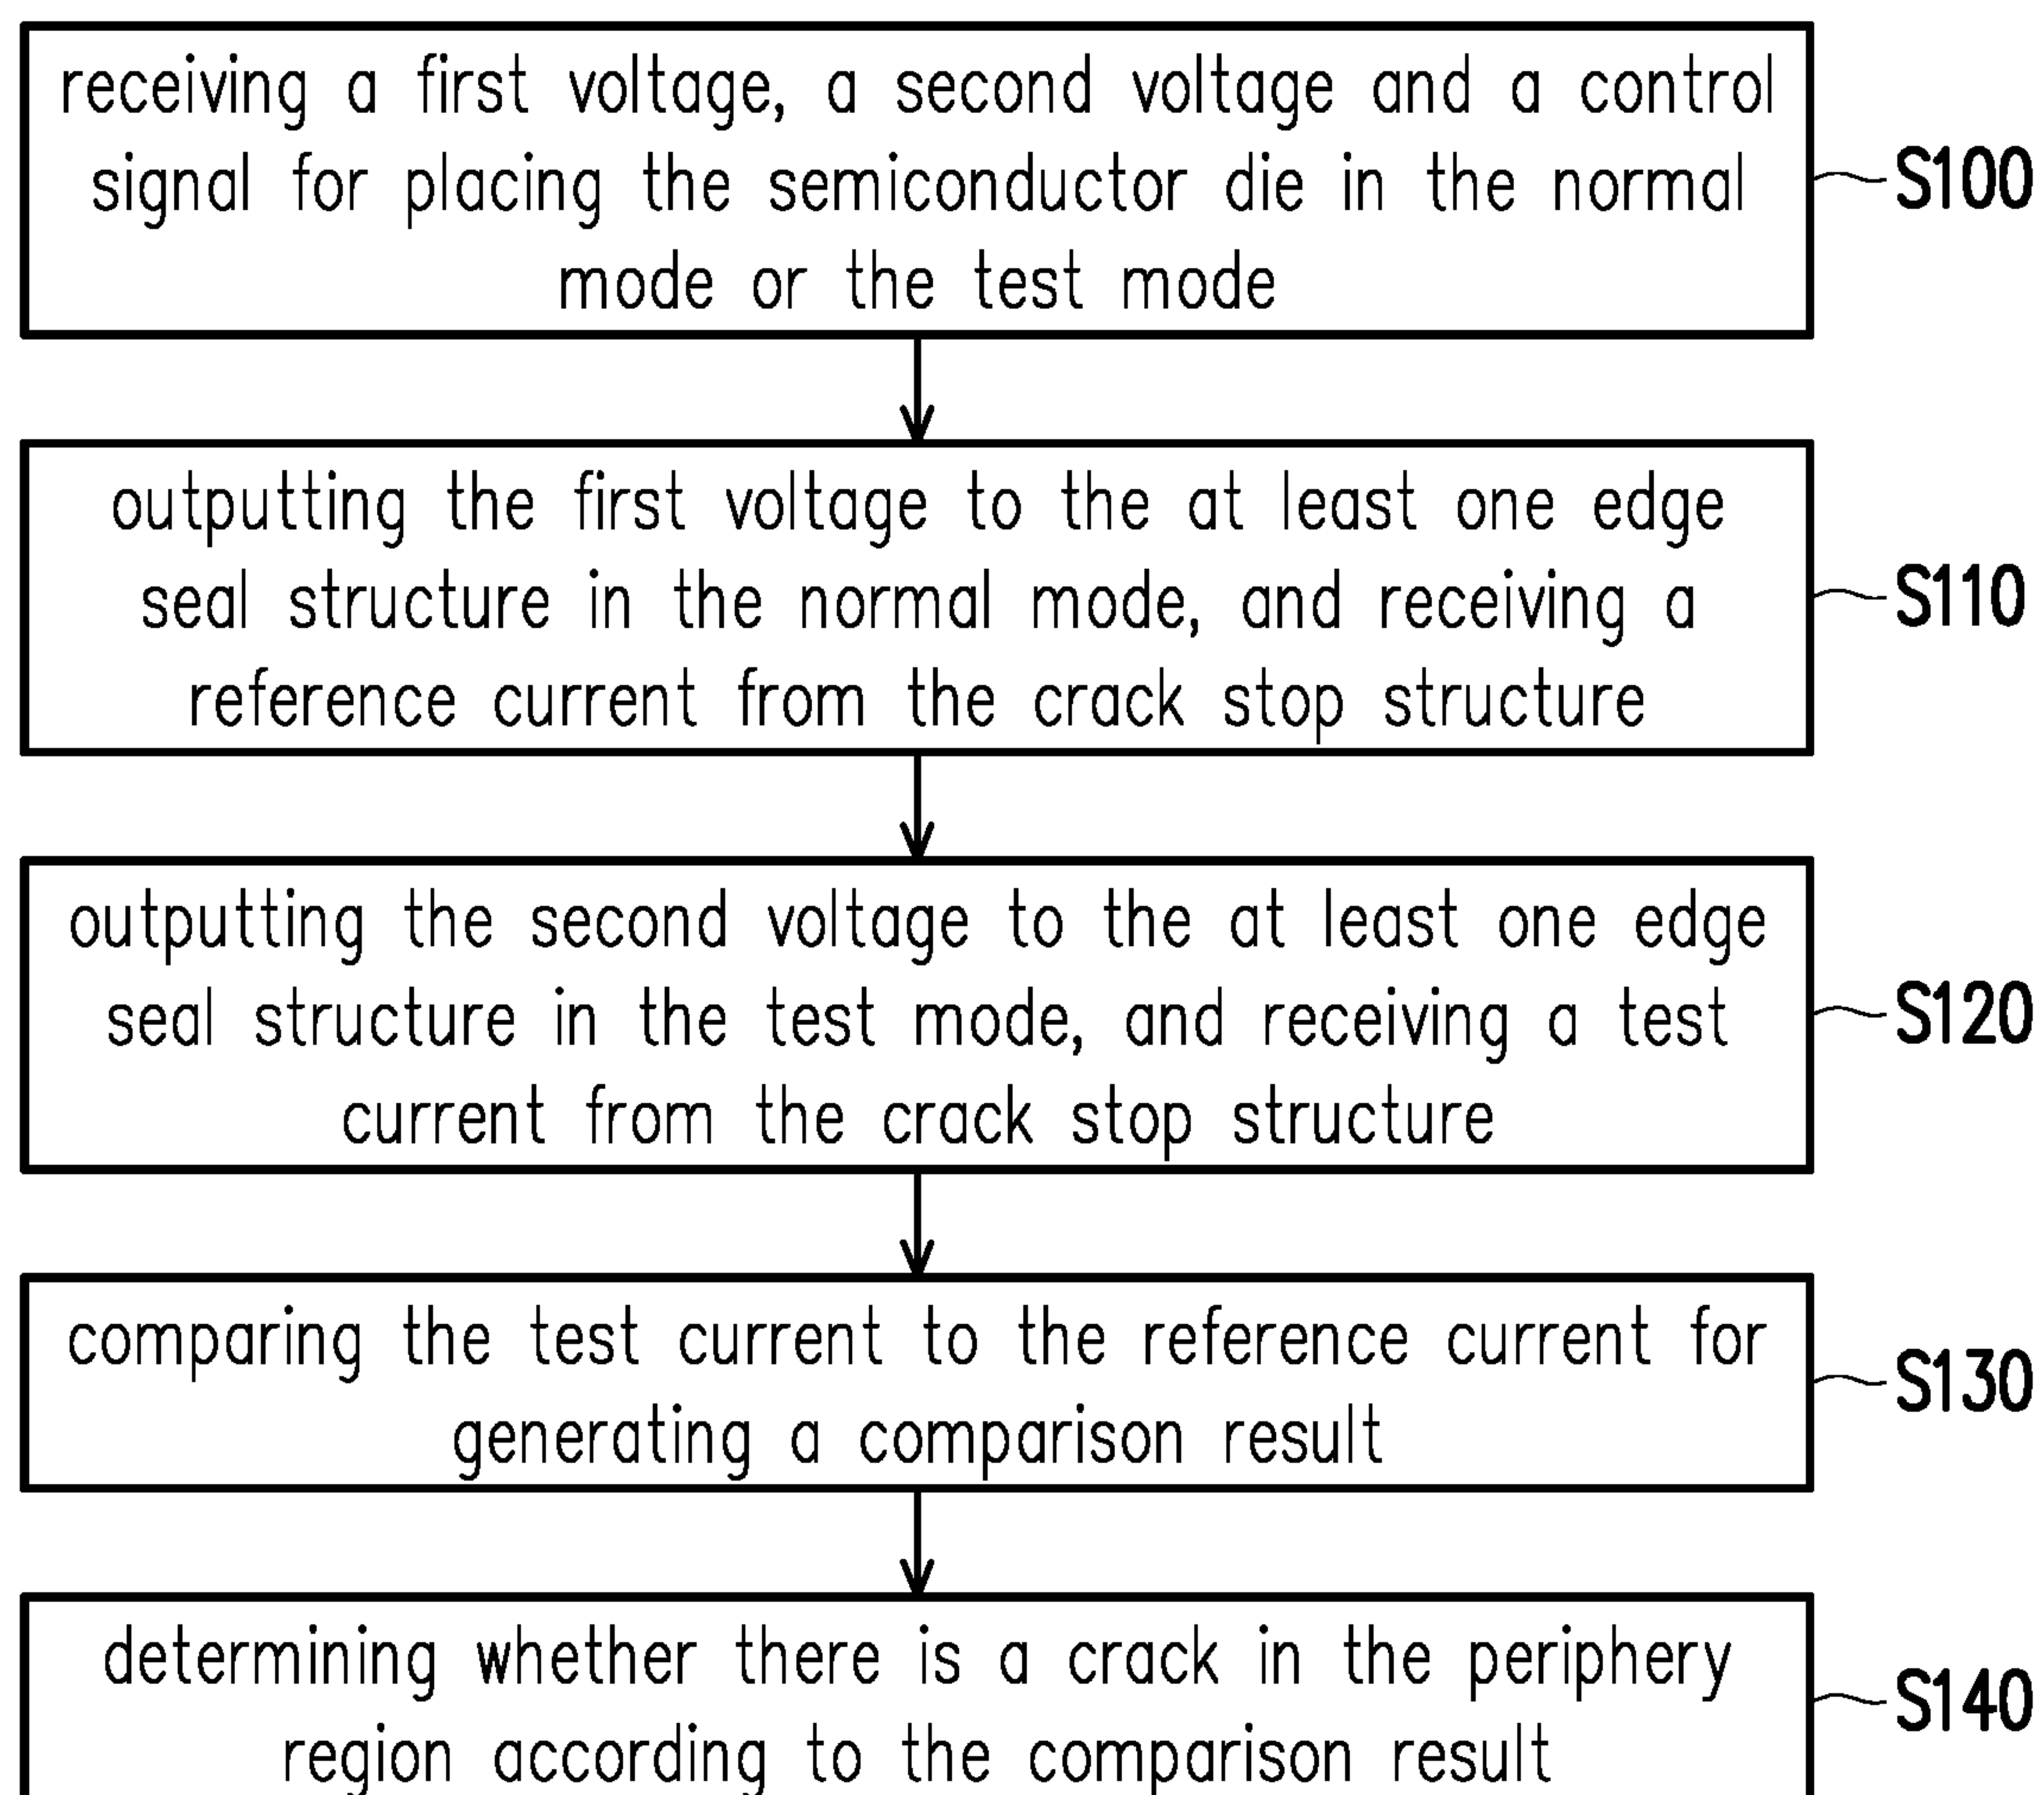 receiving a first voltage, a second voltage and a control
signal for placing the semiconductor die in the normal
mode or the test mode
S100
outputting the first voltage to the at least one edge
seal structure in the normal mode, and receiving a
reference current from the crack stop structure
S110
outputting the second voltage to the at least one edge
seal structure in the test mode, and receiving a test
current from the crack stop structure
S120
comparing the test current to the reference current for
generating a comparison result
S130
determining whether there is a crack in the periphery
region according to the comparison result
S140